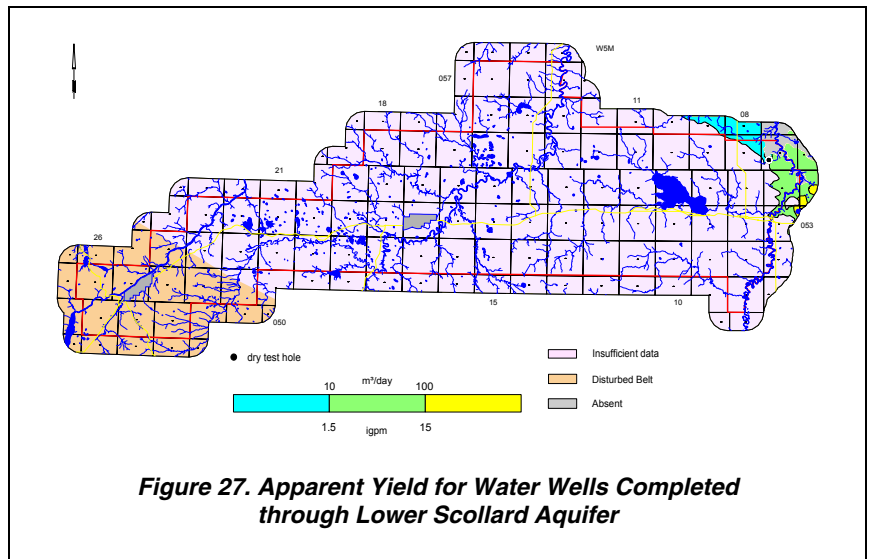 W5M
057
18
11
08
21
053
26
15
10
050
dry test hole
Insufficient data
10 m³/day 100
Disturbed Belt
Absent
1.5 igpm 15
Figure 27. Apparent Yield for Water Wells Completed
through Lower Scollard Aquifer